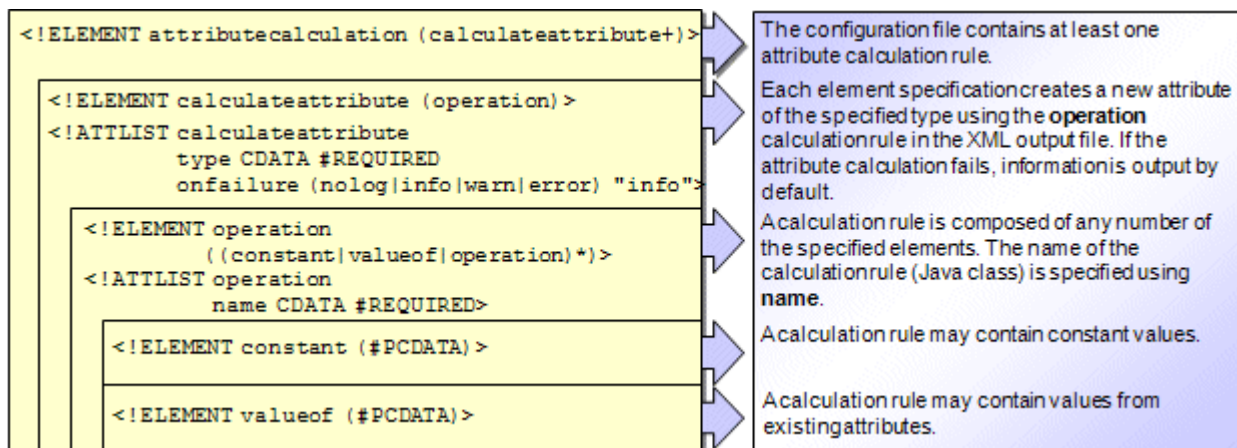 <!ELEMENT attributecalculation (calculateattribute+)>
The configuration file contains at least one
attribute calculation rule.
<!ELEMENT calculateattribute (operation)>
<!ATTLIST calculateattribute
type CDATA #REQUIRED
onfailure (nolog|info|warn|error) "info">
Each element specification creates a new attribute
of the specified type using the operation
calculation rule in the XML output file. If the
attribute calculation fails, information is output by
default.
<!ELEMENT operation
((constant|valueof|operation)*)>
<!ATTLIST operation
name CDATA #REQUIRED>
A calculation rule is composed of any number of
the specified elements. The name of the
calculation rule (Java class) is specified using
name.
<!ELEMENT constant (#PCDATA)>
A calculation rule may contain constant values.
<!ELEMENT valueof (#PCDATA)>
A calculation rule may contain values from
existing attributes.